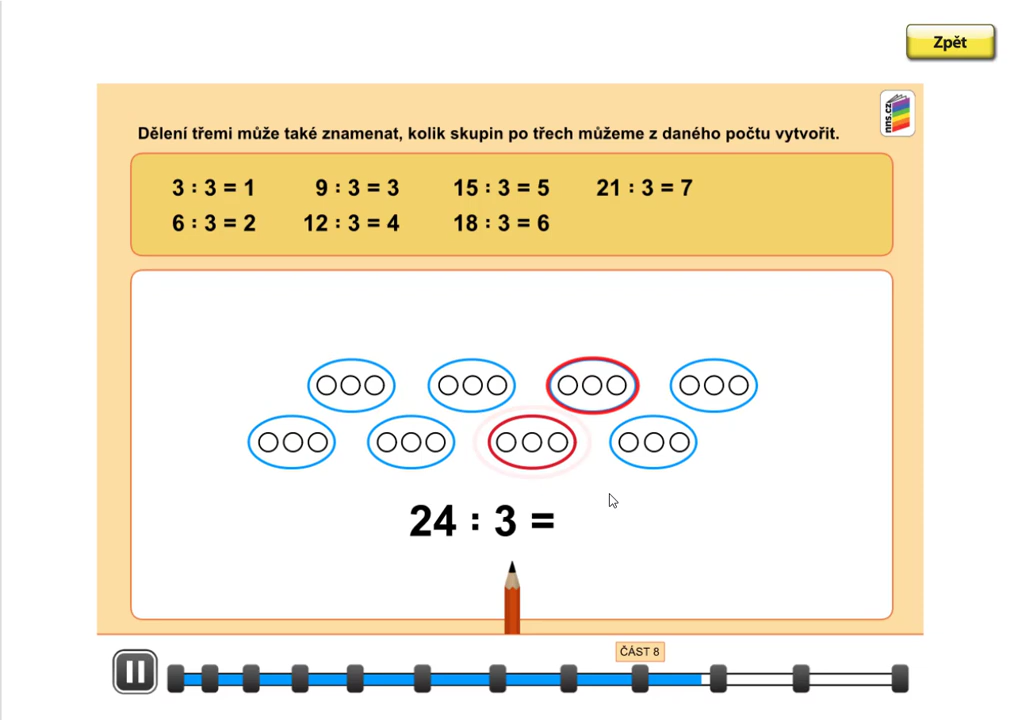 Zpět
nns.cz
Dělení třemi může také znamenat, kolik skupin po třech můžeme z daného počtu vytvořit.
3 : 3 = 1 9 : 3 = 3 15 : 3 = 5 21 : 3 = 7
6 : 3 = 2 12 : 3 = 4 18 : 3 = 6
24 : 3 =
ČÁST 8